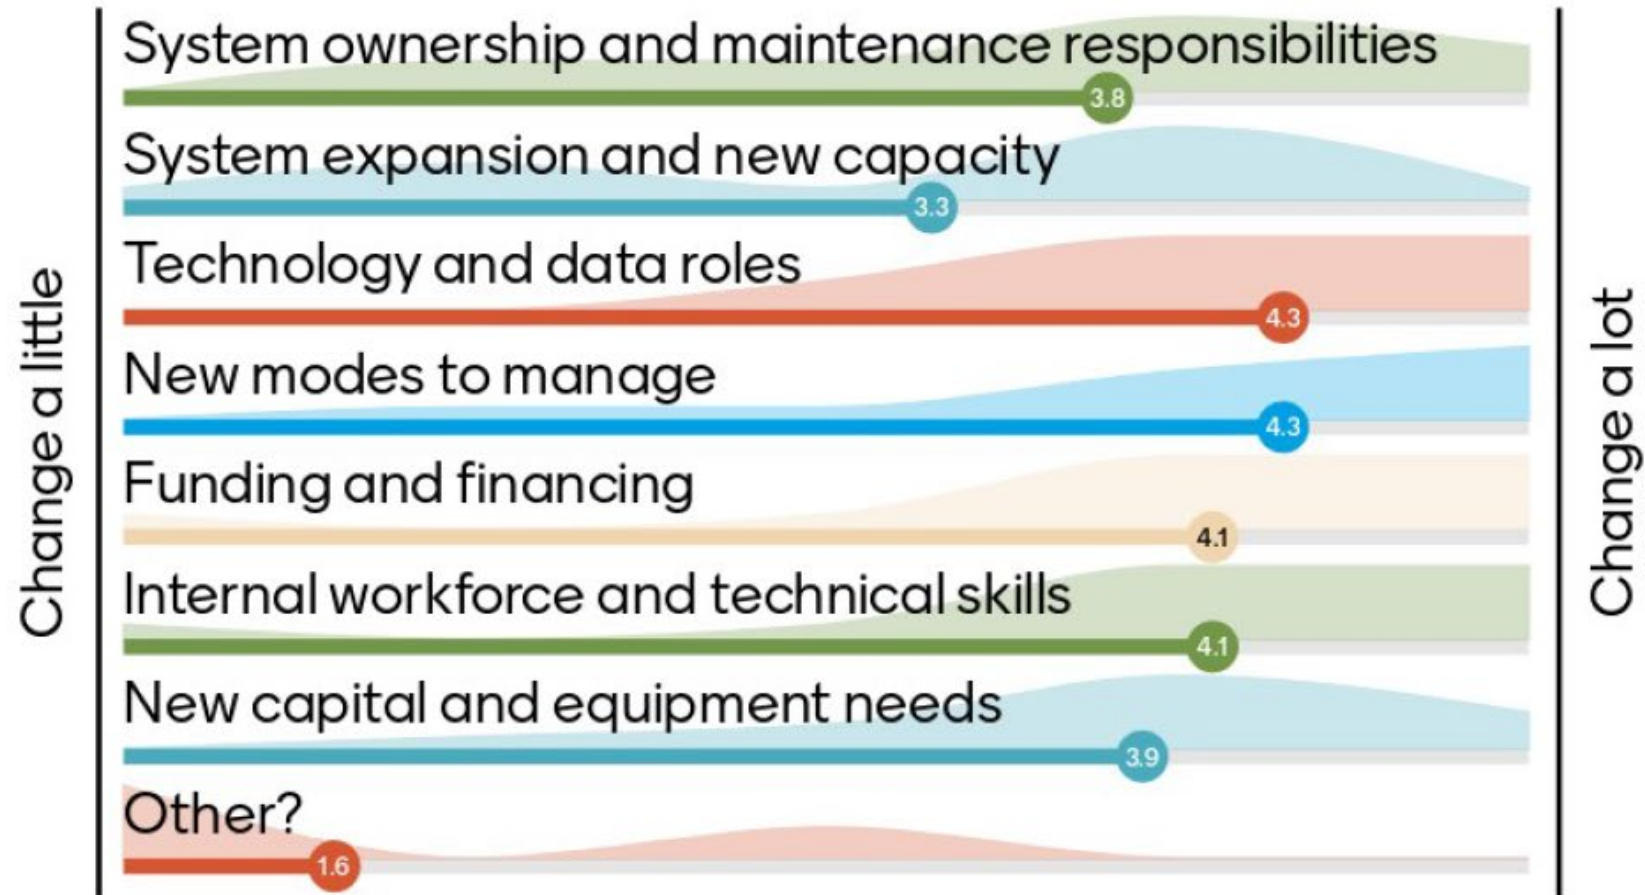 Change a little
System ownership and maintenance responsibilities
3.8
System expansion and new capacity
3.3
Technology and data roles
4.3
New modes to manage
4.3
Funding and financing
4.1
Internal workforce and technical skills
4.1
New capital and equipment needs
3.9
Other?
1.6
Change a lot